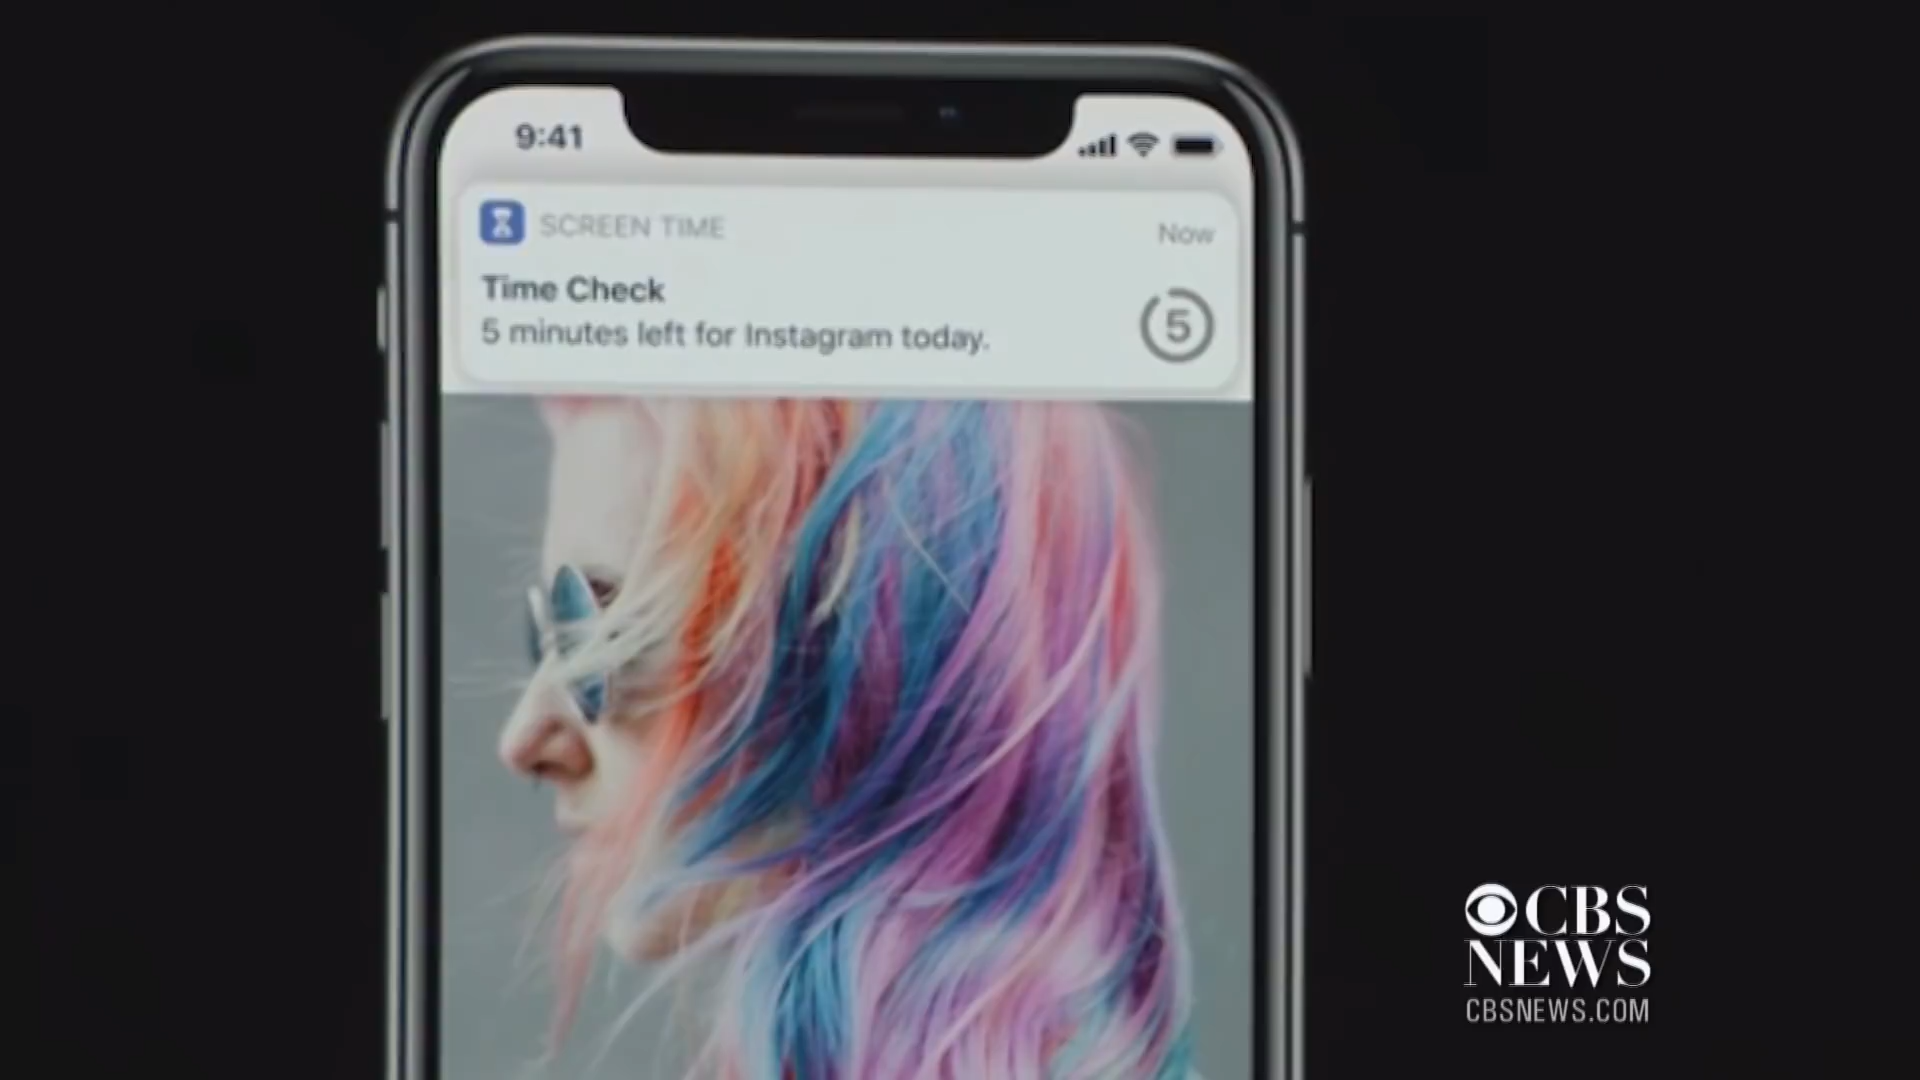 9:41
SCREEN TIME
Now
Time Check
5 minutes left for Instagram today.
5
CBS
NEWS
CBSNEWS.COM